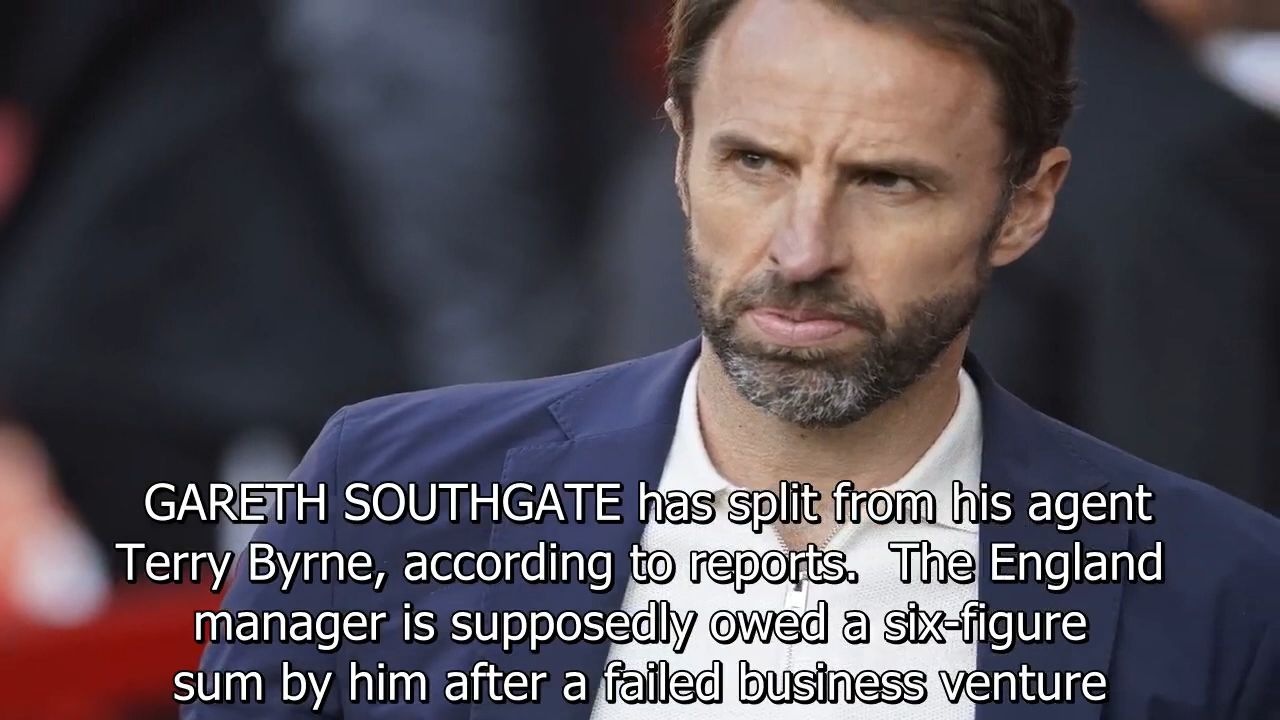 GARETH SOUTHGATE has split from his agent
Terry Byrne, according to reports.  The England
manager is supposedly owed a six-figure
sum by him after a failed business venture